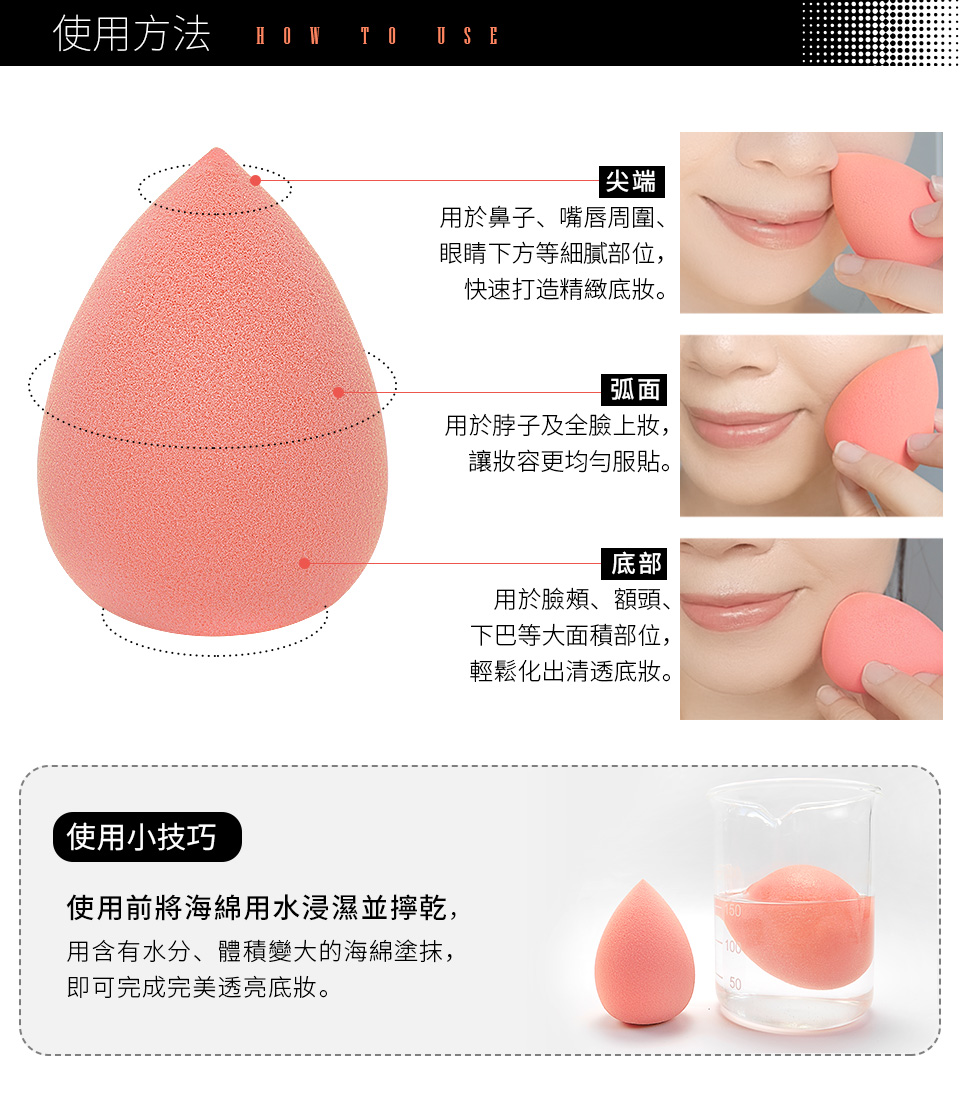 使用方法 HOW TO USE
尖端
用於鼻子、嘴唇周圍、
眼睛下方等細膩部位，
快速打造精緻底妝。
弧面
用於脖子及全臉上妝，
讓妝容更均勻服貼。
底部
用於臉頰、額頭、
下巴等大面積部位，
輕鬆化出清透底妝。
使用小技巧
使用前將海綿用水浸濕並擰乾，
用含有水分、體積變大的海綿塗抹，
即可完成完美透亮底妝。
150
100
50